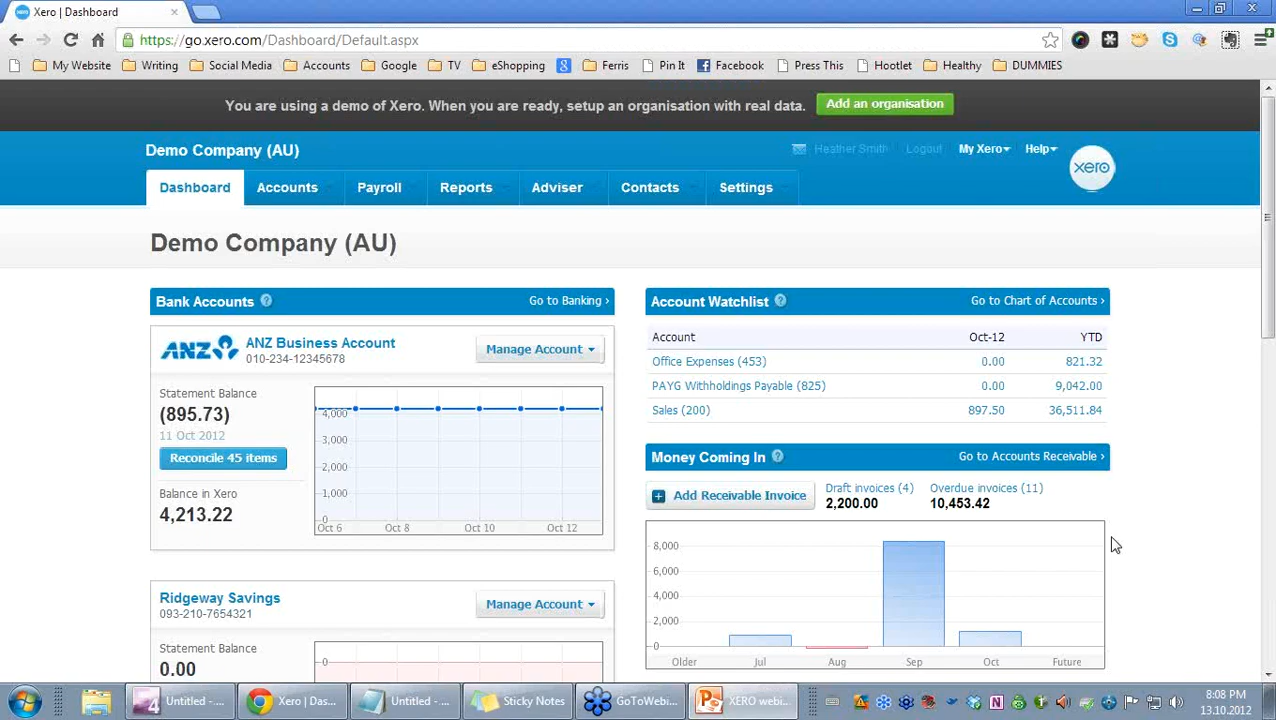 Xero | Dashboard
https://go.xero.com/Dashboard/Default.aspx
My Website Writing Social Media Accounts Google TV eShopping Ferris Pin It Facebook Press This Hootlet Healthy DUMMIES
You are using a demo of Xero. When you are ready, setup an organisation with real data. Add an organisation
Demo Company (AU) Heather Smith Logout My Xero Help
xero
Dashboard Accounts Payroll Reports Adviser Contacts Settings
Demo Company (AU)
Bank Accounts ? Go to Banking ›
ANZ ANZ Business Account
010-234-12345678
Manage Account
Statement Balance
(895.73)
11 Oct 2012
Reconcile 45 items
Balance in Xero
4,213.22
4,000
3,000
2,000
1,000
0
Oct 6 Oct 8 Oct 10 Oct 12
Ridgeway Savings
093-210-7654321
Manage Account
Statement Balance
0.00
0
Account Watchlist ? Go to Chart of Accounts ›
Account Oct-12 YTD
Office Expenses (453) 0.00 821.32
PAYG Withholdings Payable (825) 0.00 9,042.00
Sales (200) 897.50 36,511.84
Money Coming In ? Go to Accounts Receivable ›
Add Receivable Invoice
Draft invoices (4) Overdue invoices (11)
2,200.00 10,453.42
8,000
6,000
4,000
2,000
0
Older Jul Aug Sep Oct Future
Untitled - ... Xero | Das... Untitled - ... Sticky Notes GoToWebi... XERO webi...
8:08 PM
13.10.2012